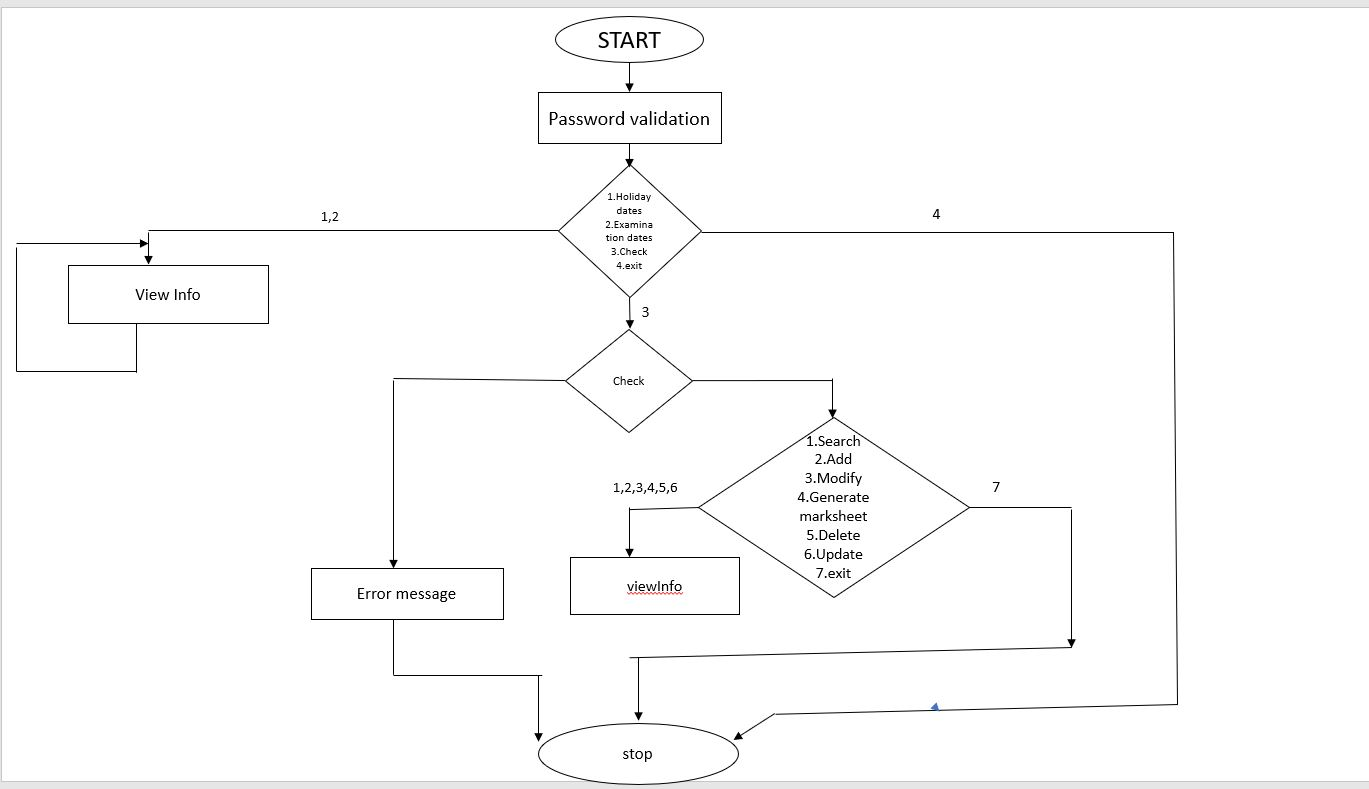 START
Password validation
1.Holiday
dates
2.Examina
tion dates
3.Check
4.exit
1,2
4
View Info
3
Check
1.Search
2.Add
3.Modify
4.Generate
marksheet
5.Delete
6.Update
7.exit
1,2,3,4,5,6
7
viewInfo
Error message
stop